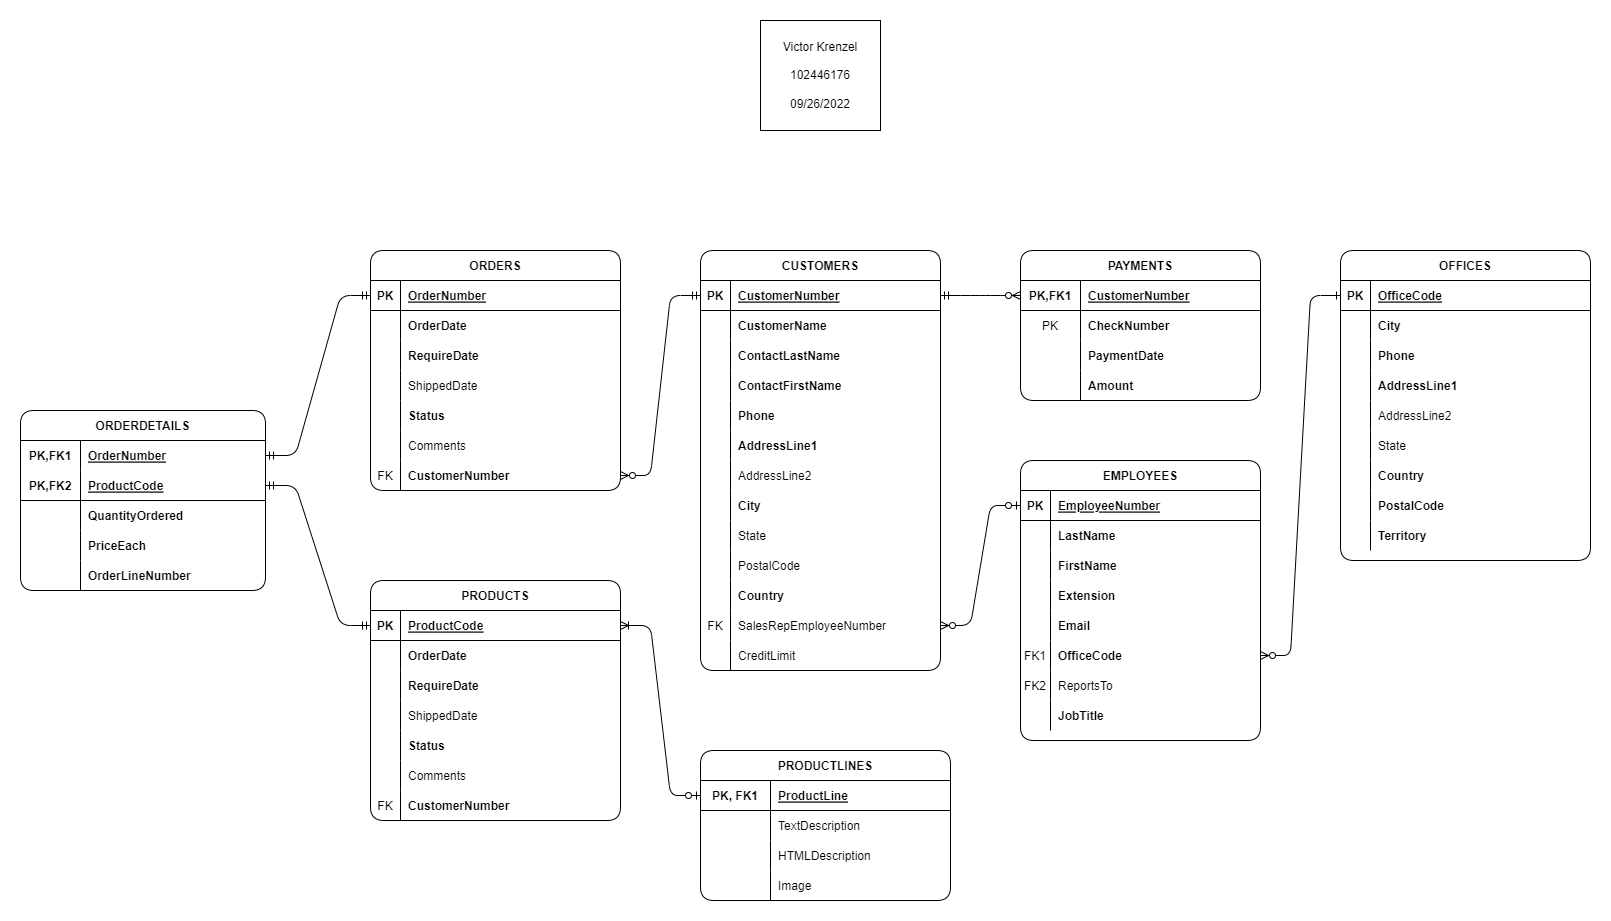 Victor Krenzel
102446176
09/26/2022
ORDERS
PK OrderNumber
OrderDate
RequireDate
ShippedDate
Status
Comments
FK CustomerNumber
CUSTOMERS
PK CustomerNumber
CustomerName
ContactLastName
ContactFirstName
Phone
AddressLine1
AddressLine2
City
State
PostalCode
Country
FK SalesRepEmployeeNumber
CreditLimit
PAYMENTS
PK,FK1 CustomerNumber
PK CheckNumber
PaymentDate
Amount
OFFICES
PK OfficeCode
City
Phone
AddressLine1
AddressLine2
State
Country
PostalCode
Territory
ORDERDETAILS
PK,FK1 OrderNumber
PK,FK2 ProductCode
QuantityOrdered
PriceEach
OrderLineNumber
EMPLOYEES
PK EmployeeNumber
LastName
FirstName
Extension
Email
FK1 OfficeCode
FK2 ReportsTo
JobTitle
PRODUCTS
PK ProductCode
OrderDate
RequireDate
ShippedDate
Status
Comments
FK CustomerNumber
PRODUCTLINES
PK, FK1 ProductLine
TextDescription
HTMLDescription
Image